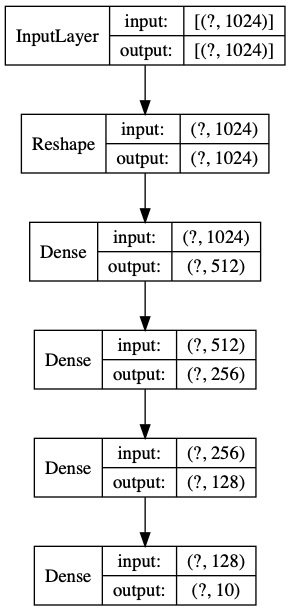 InputLayer input: [(?, 1024)]
output: [(?, 1024)]
Reshape input: (?, 1024)
output: (?, 1024)
Dense input: (?, 1024)
output: (?, 512)
Dense input: (?, 512)
output: (?, 256)
Dense input: (?, 256)
output: (?, 128)
Dense input: (?, 128)
output: (?, 10)